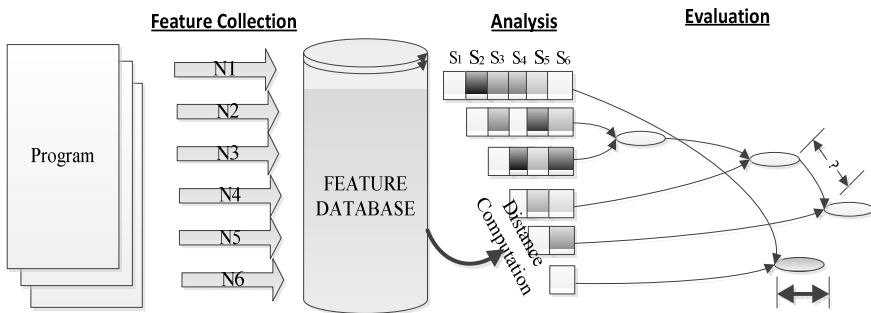 Feature Collection
Analysis
Evaluation
S1 S2 S3 S4 S5 S6
Program
N1
N2
N3
N4
N5
N6
FEATURE
DATABASE
Distance
Computation
?